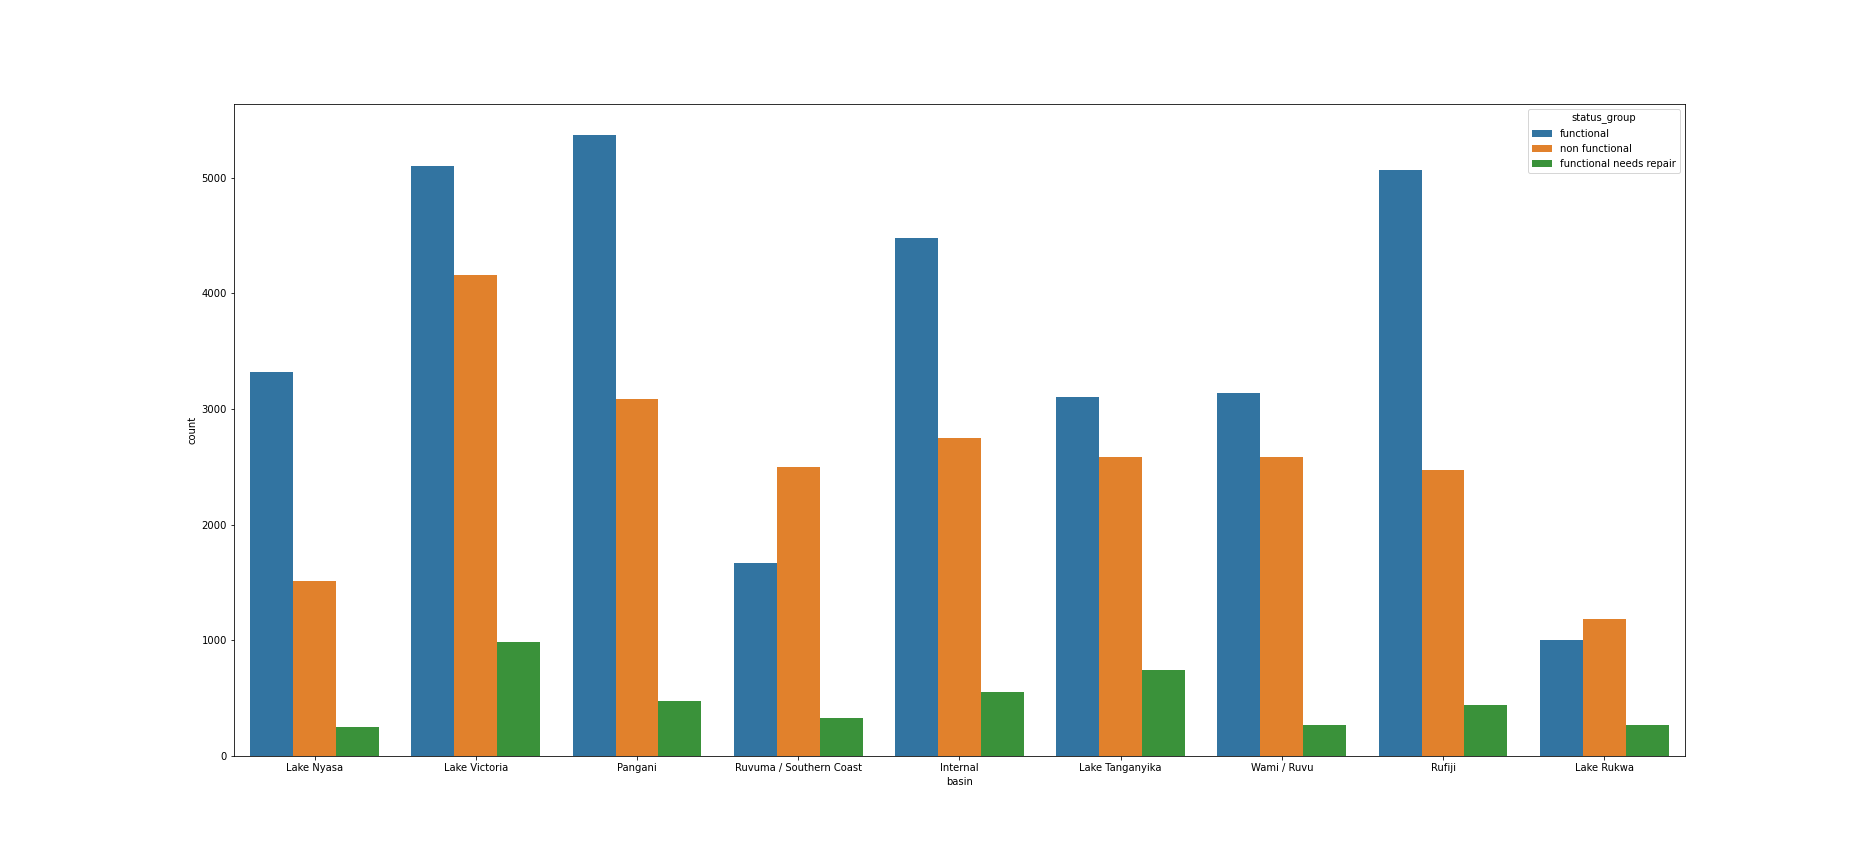 status_group
functional
non functional
functional needs repair
5000
4000
3000
2000
1000
0
count
Lake Nyasa Lake Victoria Pangani Ruvuma / Southern Coast Internal Lake Tanganyika Wami / Ruvu Rufiji Lake Rukwa
basin